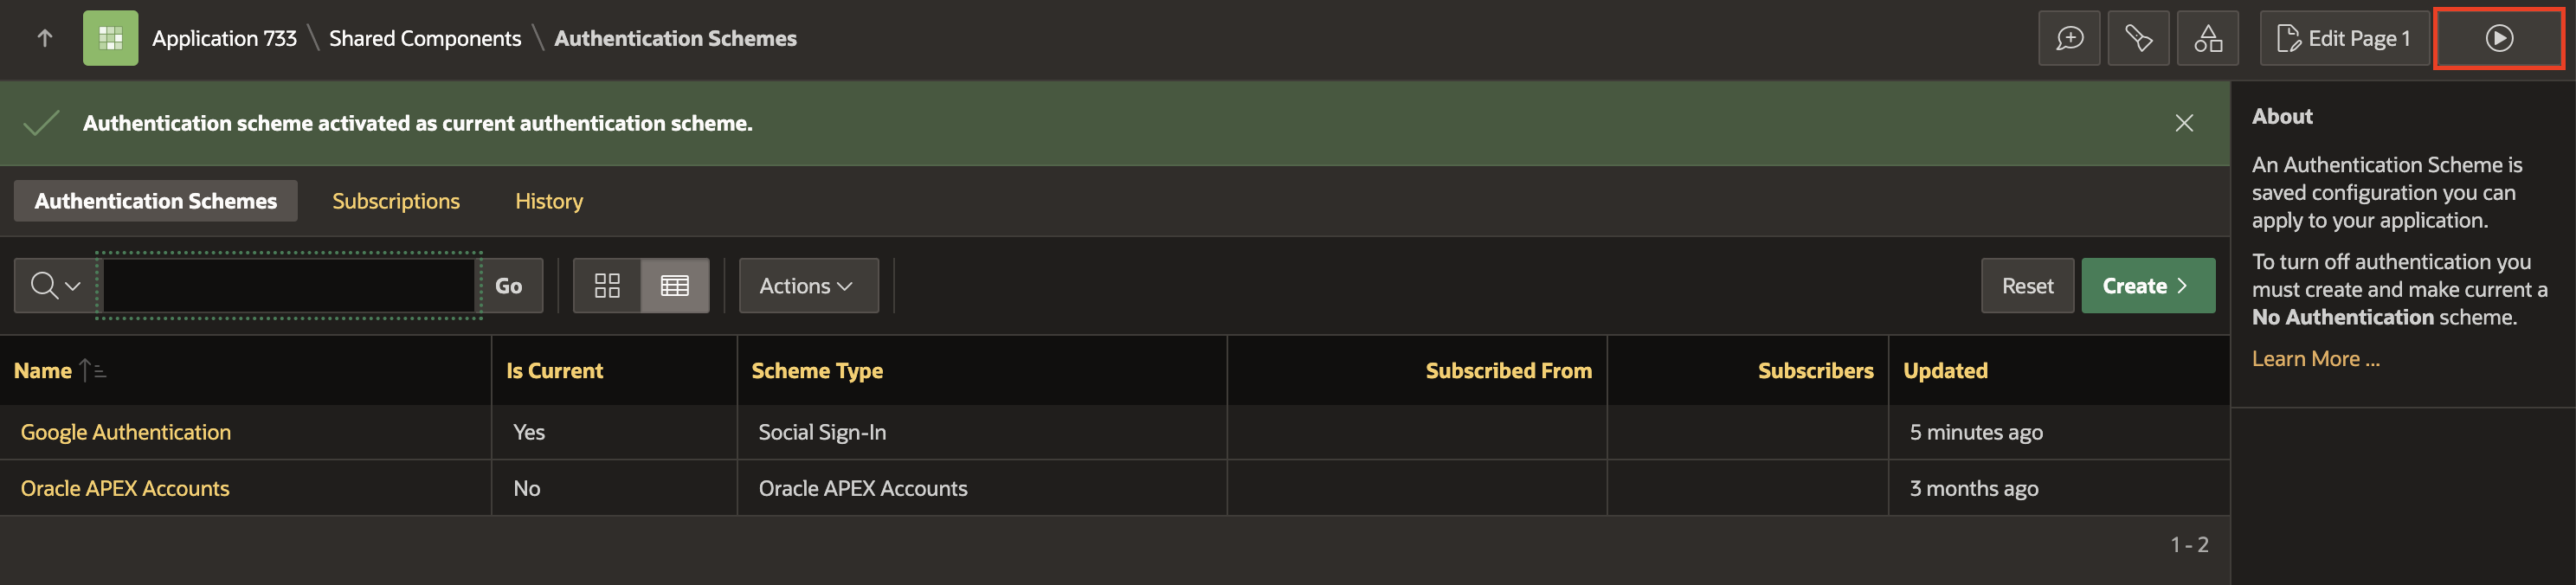 Application 733 \ Shared Components \ Authentication Schemes
Edit Page 1
Authentication scheme activated as current authentication scheme.
Authentication Schemes Subscriptions History
Go Actions Reset Create
Name Is Current Scheme Type Subscribed From Subscribers Updated
Google Authentication Yes Social Sign-In 5 minutes ago
Oracle APEX Accounts No Oracle APEX Accounts 3 months ago
1 - 2
About
An Authentication Scheme is
saved configuration you can
apply to your application.
To turn off authentication you
must create and make current a
No Authentication scheme.
Learn More ...